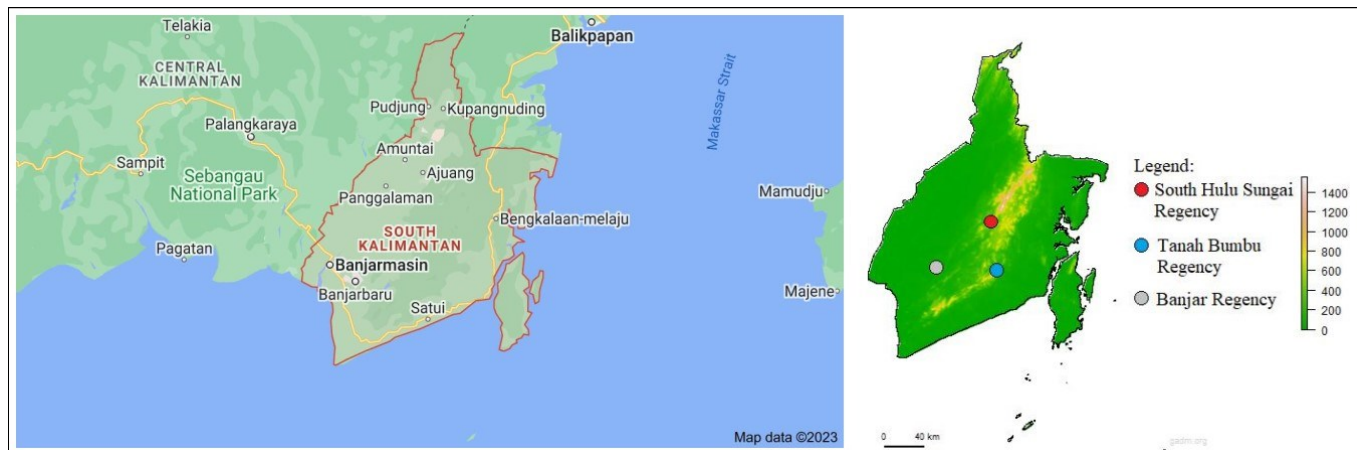 Telakia
Balikpapan
CENTRAL
KALIMANTAN
Pudjung
Kupangnuding
Palangkaraya
Makassar Strait
Amuntai
Sampit
Ajuang
Sebangau
National Park
Panggalaman
Mamudju
Bengkalaan-melaju
SOUTH
KALIMANTAN
Pagatan
Banjarmasin
Banjarbaru
Majene
Satui
Map data ©2023
Legend:
South Hulu Sungai
Regency
Tanah Bumbu
Regency
Banjar Regency
1400
1200
1000
800
600
400
200
0
0 40 km
gadm.org